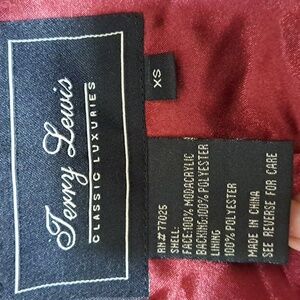 Terry Lewis
CLASSIC LUXURIES
XS
RN#77025
SHELL:
FACE:100% MODACRYLIC
BACKING:100% POLYESTER
LINING
100% POLYESTER
MADE IN CHINA
SEE REVERSE FOR CARE